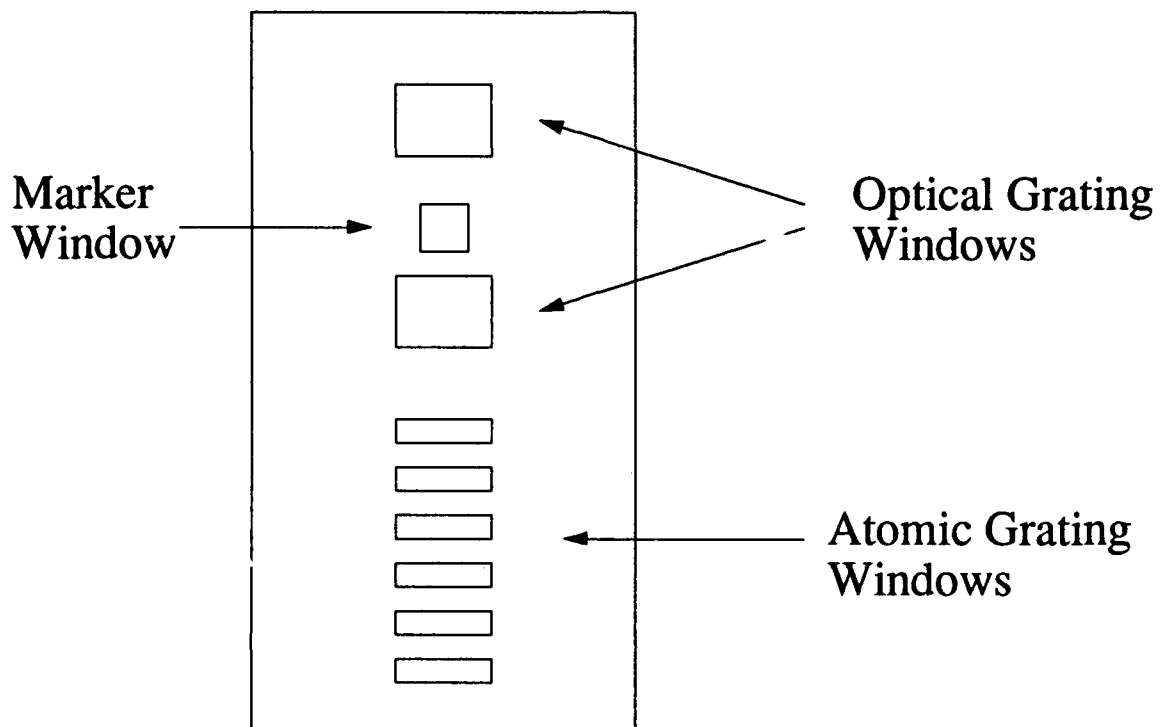 Marker
Window
Optical Grating
Windows
Atomic Grating
Windows